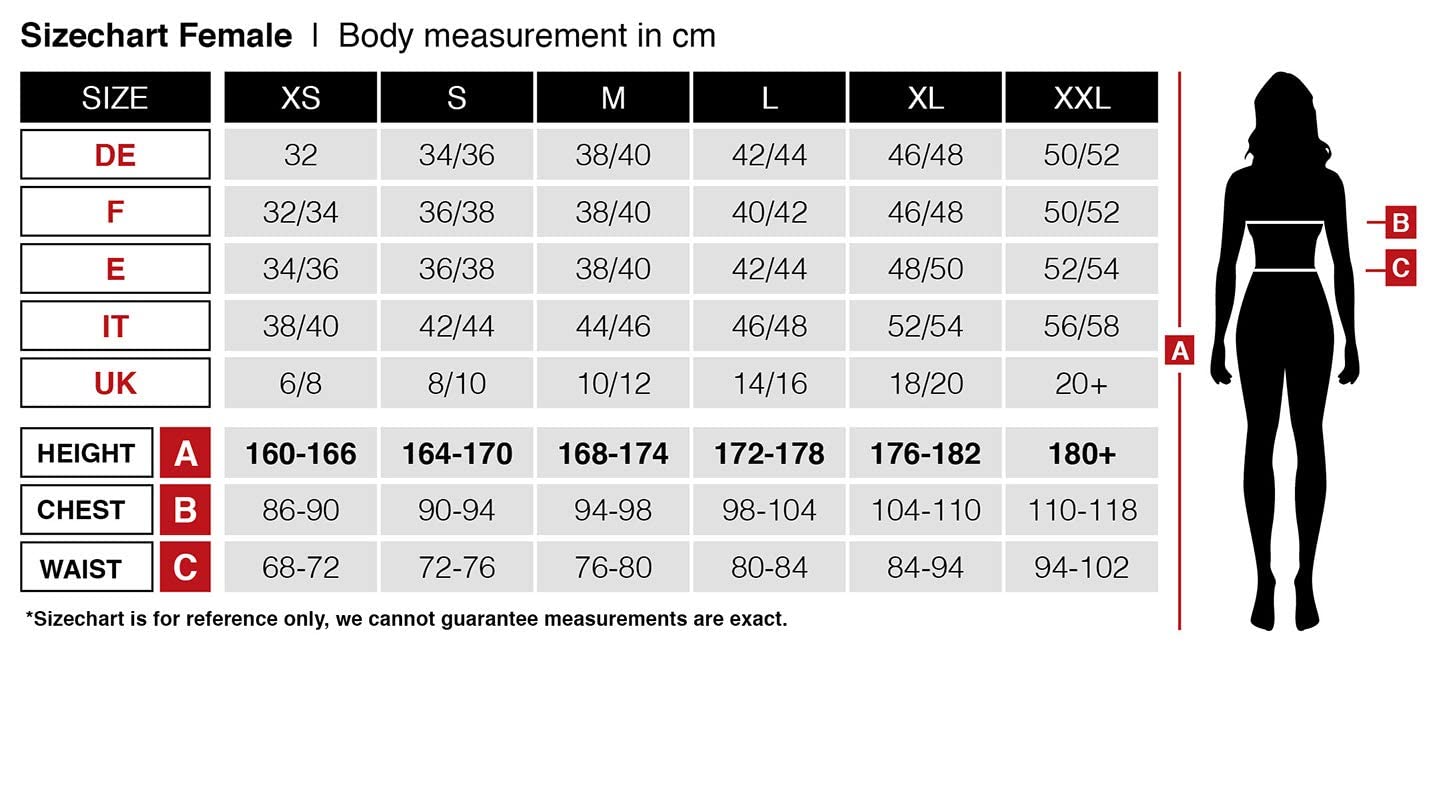 Sizechart Female | Body measurement in cm
SIZE XS S M L XL XXL
DE 32 34/36 38/40 42/44 46/48 50/52
F 32/34 36/38 38/40 40/42 46/48 50/52
E 34/36 36/38 38/40 42/44 48/50 52/54
IT 38/40 42/44 44/46 46/48 52/54 56/58
UK 6/8 8/10 10/12 14/16 18/20 20+
HEIGHT A 160-166 164-170 168-174 172-178 176-182 180+
CHEST B 86-90 90-94 94-98 98-104 104-110 110-118
WAIST C 68-72 72-76 76-80 80-84 84-94 94-102
*Sizechart is for reference only, we cannot guarantee measurements are exact.
B
C
A